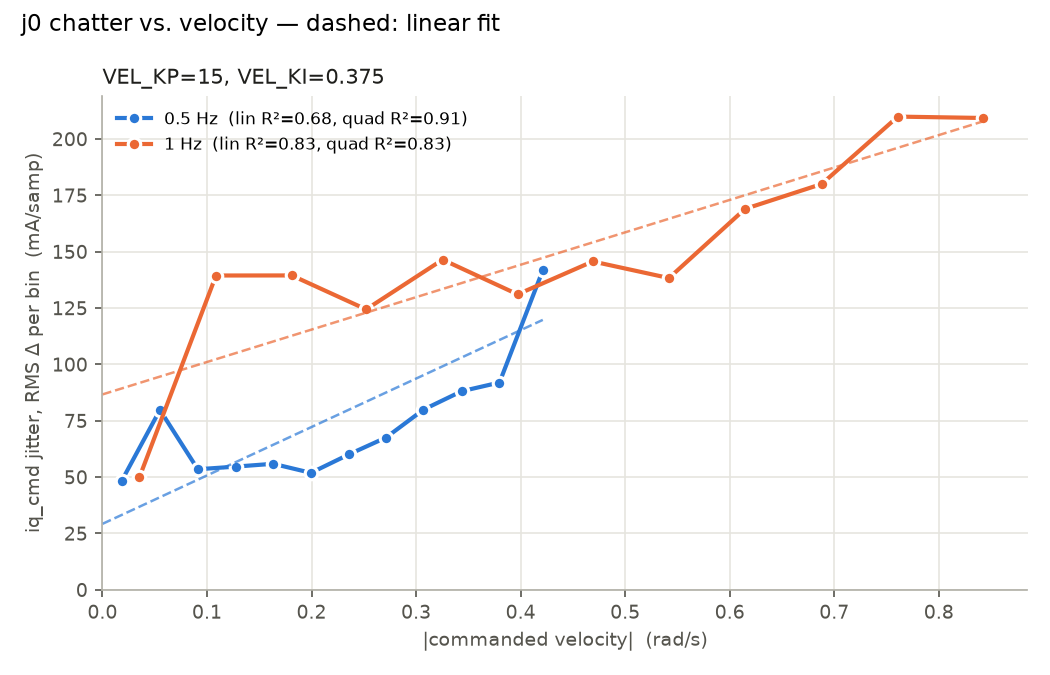 j0 chatter vs. velocity — dashed: linear fit
VEL_KP=15, VEL_KI=0.375
0.5 Hz (lin R²=0.68, quad R²=0.91)
1 Hz (lin R²=0.83, quad R²=0.83)
iq_cmd jitter, RMS Δ per bin (mA/samp)
200
175
150
125
100
75
50
25
0
0.0 0.1 0.2 0.3 0.4 0.5 0.6 0.7 0.8
|commanded velocity| (rad/s)